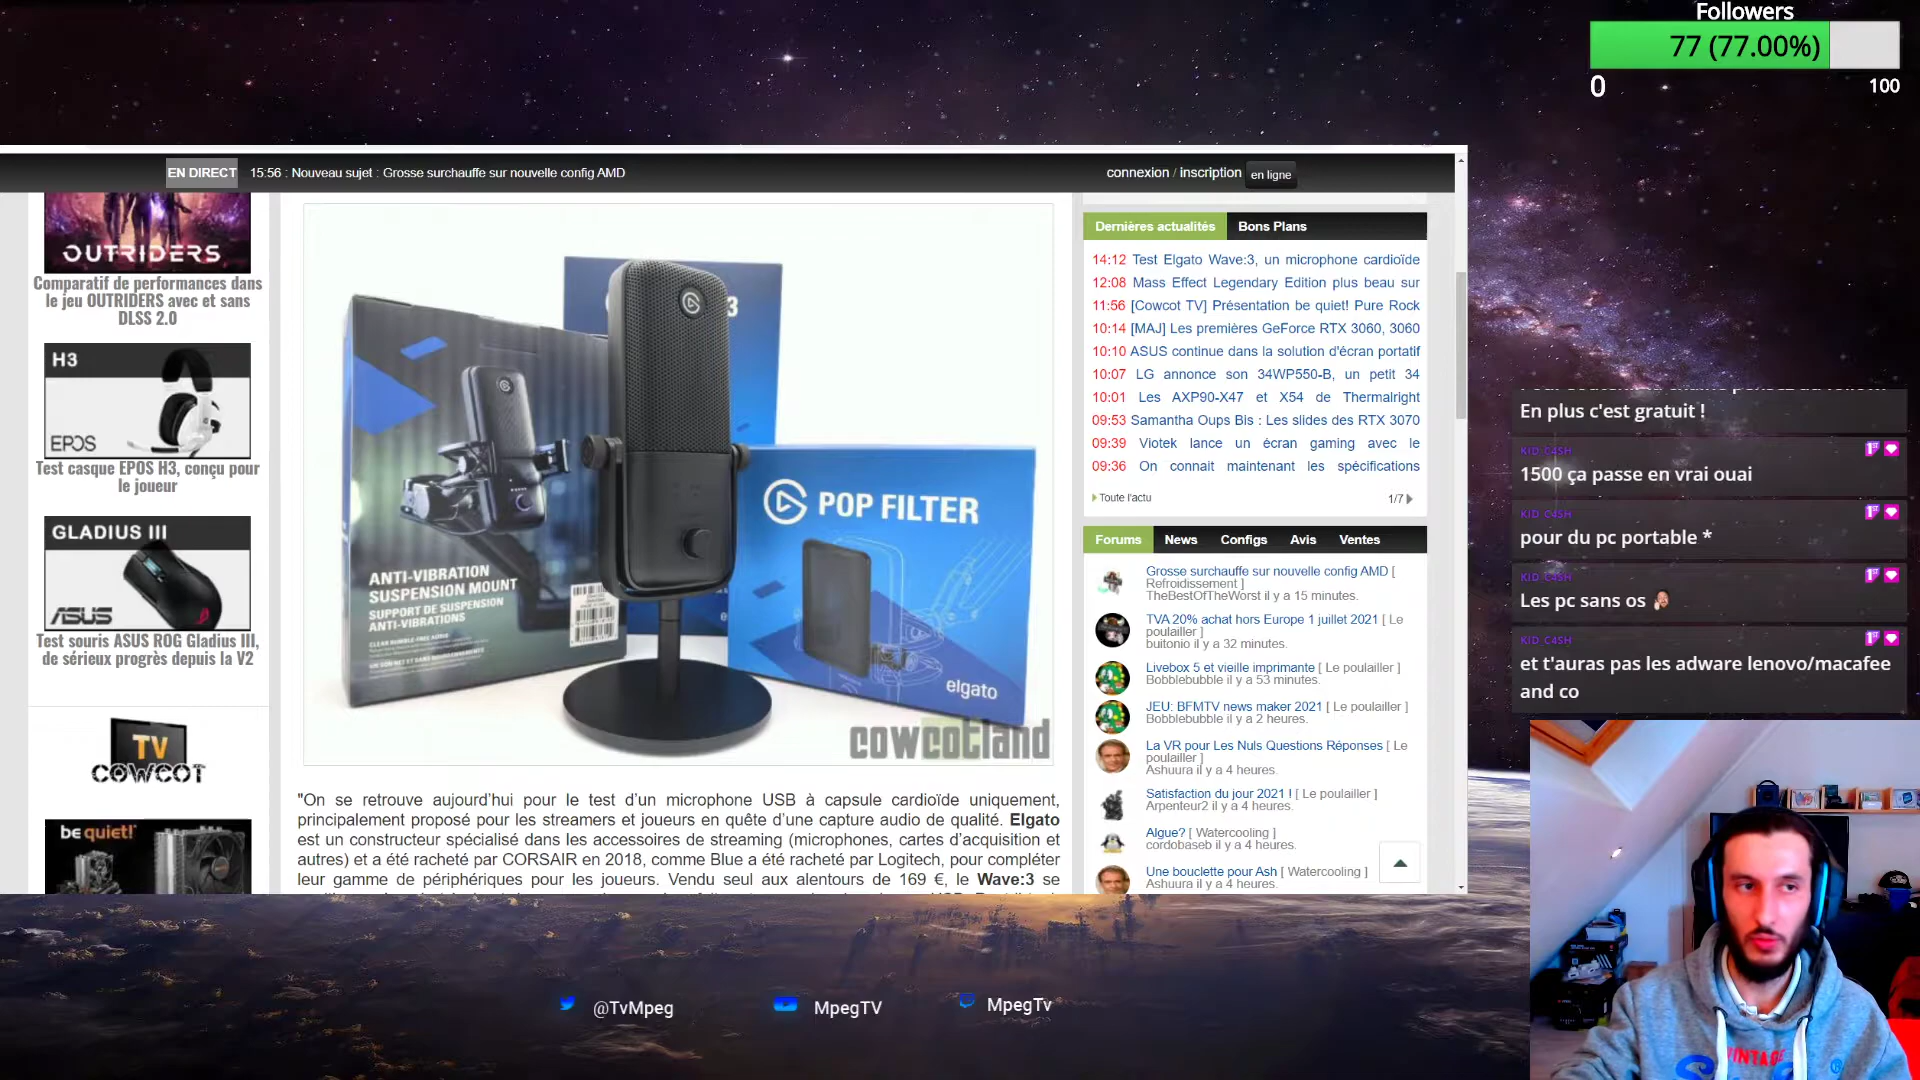 Followers
77 (77.00%)
0
100
EN DIRECT
15:56 : Nouveau sujet : Grosse surchauffe sur nouvelle config AMD
connexion / inscription
en ligne
OUTRIDERS
Comparatif de performances dans
le jeu OUTRIDERS avec et sans
DLSS 2.0
H3
EPOS
Test casque EPOS H3, conçu pour
le joueur
GLADIUS III
ASUS
Test souris ASUS ROG Gladius III,
de sérieux progrès depuis la V2
TV
COWCOT
be quiet!
3
ANTI-VIBRATION
SUSPENSION MOUNT
SUPPORT DE SUSPENSION
ANTI-VIBRATIONS
POP FILTER
elgato
cowcotland
"On se retrouve aujourd'hui pour le test d'un microphone USB à capsule cardioïde uniquement,
principalement proposé pour les streamers et joueurs en quête d'une capture audio de qualité. Elgato
est un constructeur spécialisé dans les accessoires de streaming (microphones, cartes d'acquisition et
autres) et a été racheté par CORSAIR en 2018, comme Blue a été racheté par Logitech, pour compléter
leur gamme de périphériques pour les joueurs. Vendu seul aux alentours de 169 €, le Wave:3 se
Dernières actualités
Bons Plans
14:12 Test Elgato Wave:3, un microphone cardioïde
12:08 Mass Effect Legendary Edition plus beau sur
11:56 [Cowcot TV] Présentation be quiet! Pure Rock
10:14 [MAJ] Les premières GeForce RTX 3060, 3060
10:10 ASUS continue dans la solution d'écran portatif
10:07 LG annonce son 34WP550-B, un petit 34
10:01 Les AXP90-X47 et X54 de Thermalright
09:53 Samantha Oups Bis : Les slides des RTX 3070
09:39 Viotek lance un écran gaming avec le
09:36 On connait maintenant les spécifications
Toute l'actu
1/7
Forums
News
Configs
Avis
Ventes
Grosse surchauffe sur nouvelle config AMD [
Refroidissement ]
TheBestOfTheWorst il y a 15 minutes.
TVA 20% achat hors Europe 1 juillet 2021 [ Le
poulailler ]
buitonio il y a 32 minutes.
Livebox 5 et vieille imprimante [ Le poulailler ]
Bobblebubble il y a 53 minutes.
JEU: BFMTV news maker 2021 [ Le poulailler ]
Bobblebubble il y a 2 heures.
La VR pour Les Nuls Questions Réponses [ Le
poulailler ]
Ashuura il y a 4 heures.
Satisfaction du jour 2021 ! [ Le poulailler ]
Arpenteur2 il y a 4 heures.
Algue? [ Watercooling ]
cordobaseb il y a 4 heures.
Une bouclette pour Ash [ Watercooling ]
Ashuura il y a 4 heures.
En plus c'est gratuit !
KID C4SH
1500 ça passe en vrai ouai
KID C4SH
pour du pc portable *
KID C4SH
Les pc sans os
KID C4SH
et t'auras pas les adware lenovo/macafee
and co
VINTAGE
@TvMpeg
MpegTV
MpegTv